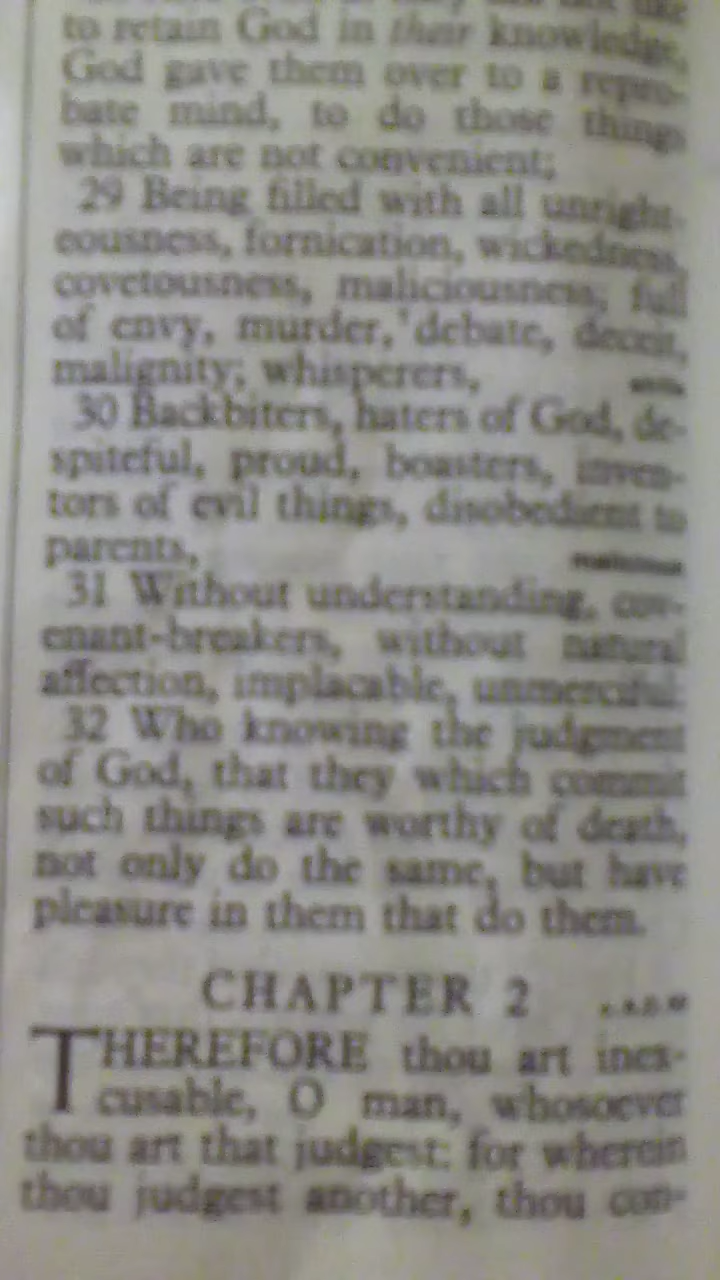 to retain God in their knowledge,
God gave them over to a repro-
bate mind, to do those things
which are not convenient;
29 Being filled with all unright-
eousness, fornication, wickedness,
covetousness, maliciousness; full
of envy, murder, debate, deceit,
malignity; whisperers,
30 Backbiters, haters of God, de-
spiteful, proud, boasters, inven-
tors of evil things, disobedient to
parents,
31 Without understanding, cov-
enant-breakers, without natural
affection, implacable, unmerciful:
32 Who knowing the judgment
of God, that they which commit
such things are worthy of death,
not only do the same, but have
pleasure in them that do them.
CHAPTER 2
THEREFORE thou art inex-
cusable, O man, whosoever
thou art that judgest: for wherein
thou judgest another, thou con-